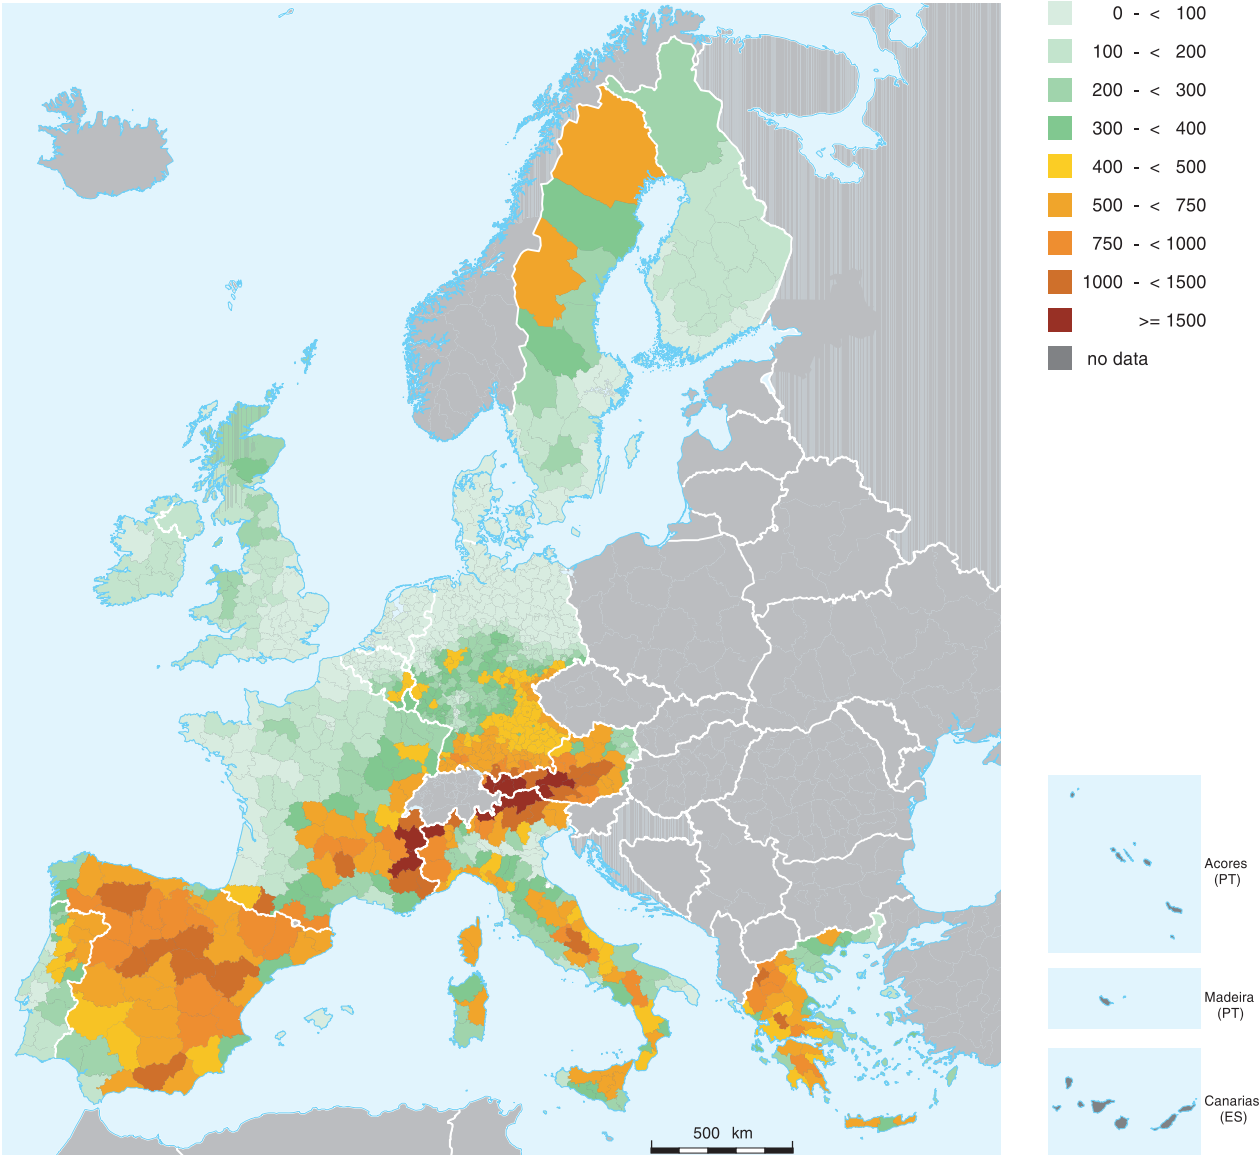 0 - < 100
100 - < 200
200 - < 300
300 - < 400
400 - < 500
500 - < 750
750 - < 1000
1000 - < 1500
>= 1500
no data
Acores
(PT)
Madeira
(PT)
Canarias
(ES)
500 km